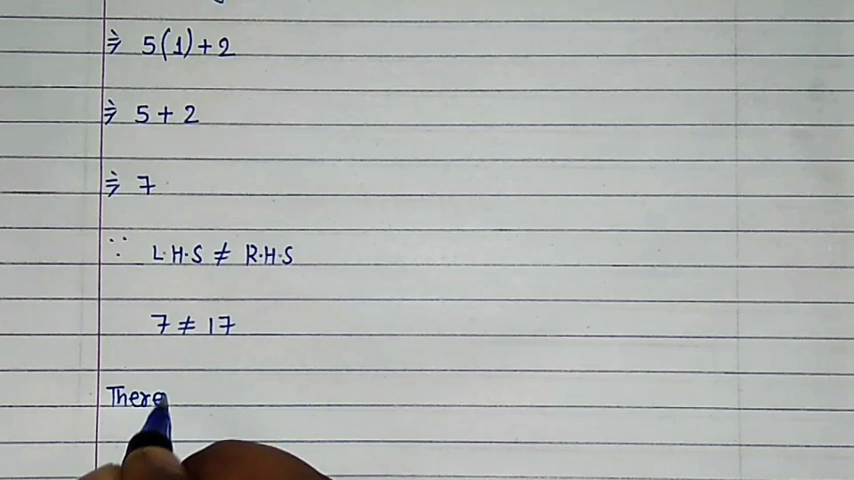 ⇒ 5(1) + 2
⇒ 5 + 2
⇒ 7
∵ L.H.S ≠ R.H.S
7 ≠ 17
There